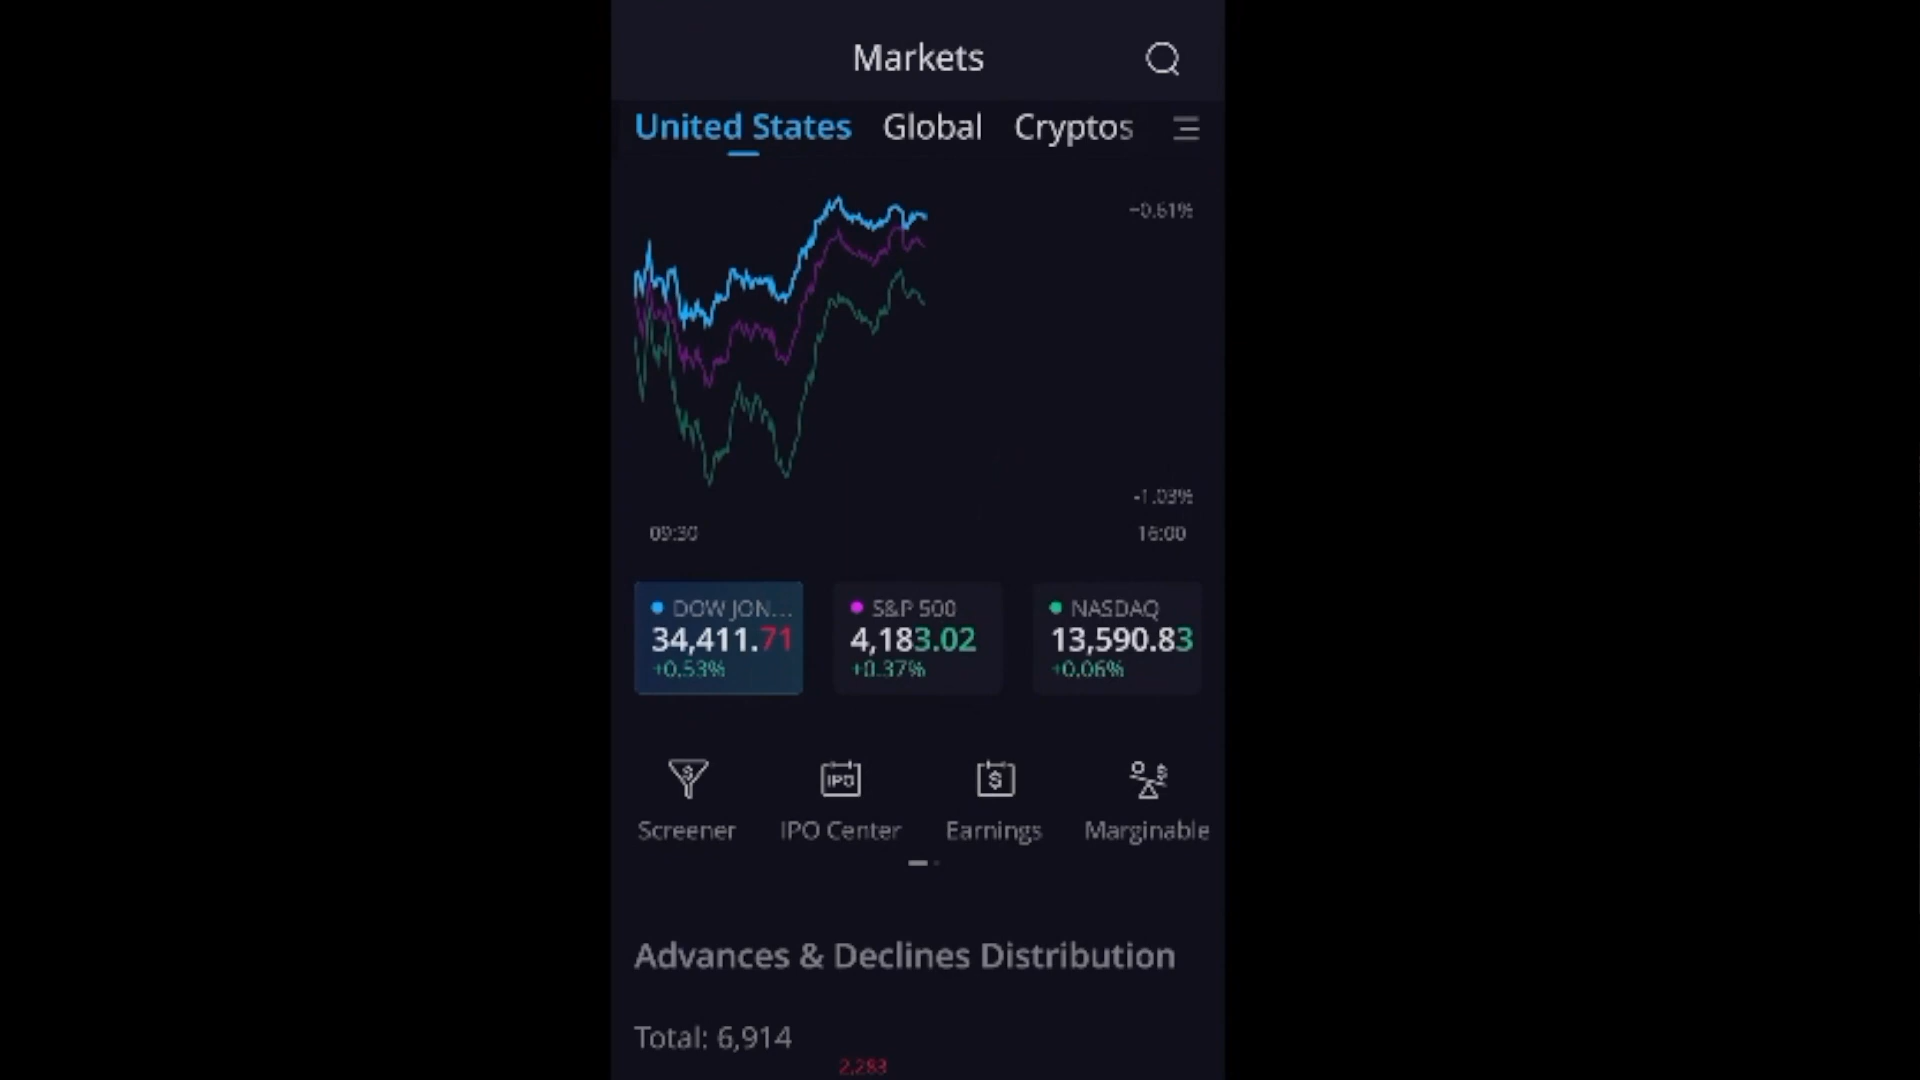 Markets
United States Global Cryptos
+0.61%
-1.03%
09:30 16:00
DOW JON... S&P 500 NASDAQ
34,411.71 4,183.02 13,590.83
+0.53% +0.37% +0.06%
IPO $
Screener IPO Center Earnings Marginable
Advances & Declines Distribution
Total: 6,914
2,283